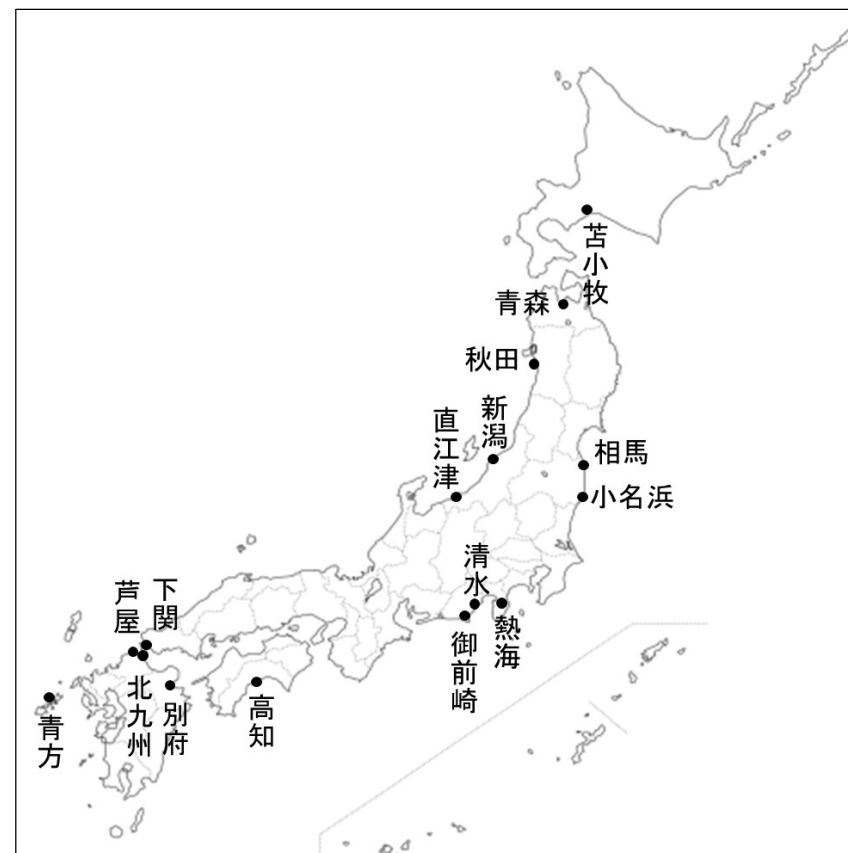 苫小牧
青森
秋田
新潟
直江津
相馬
小名浜
清水
熱海
御前崎
下関
芦屋
北九州
別府
高知
青方